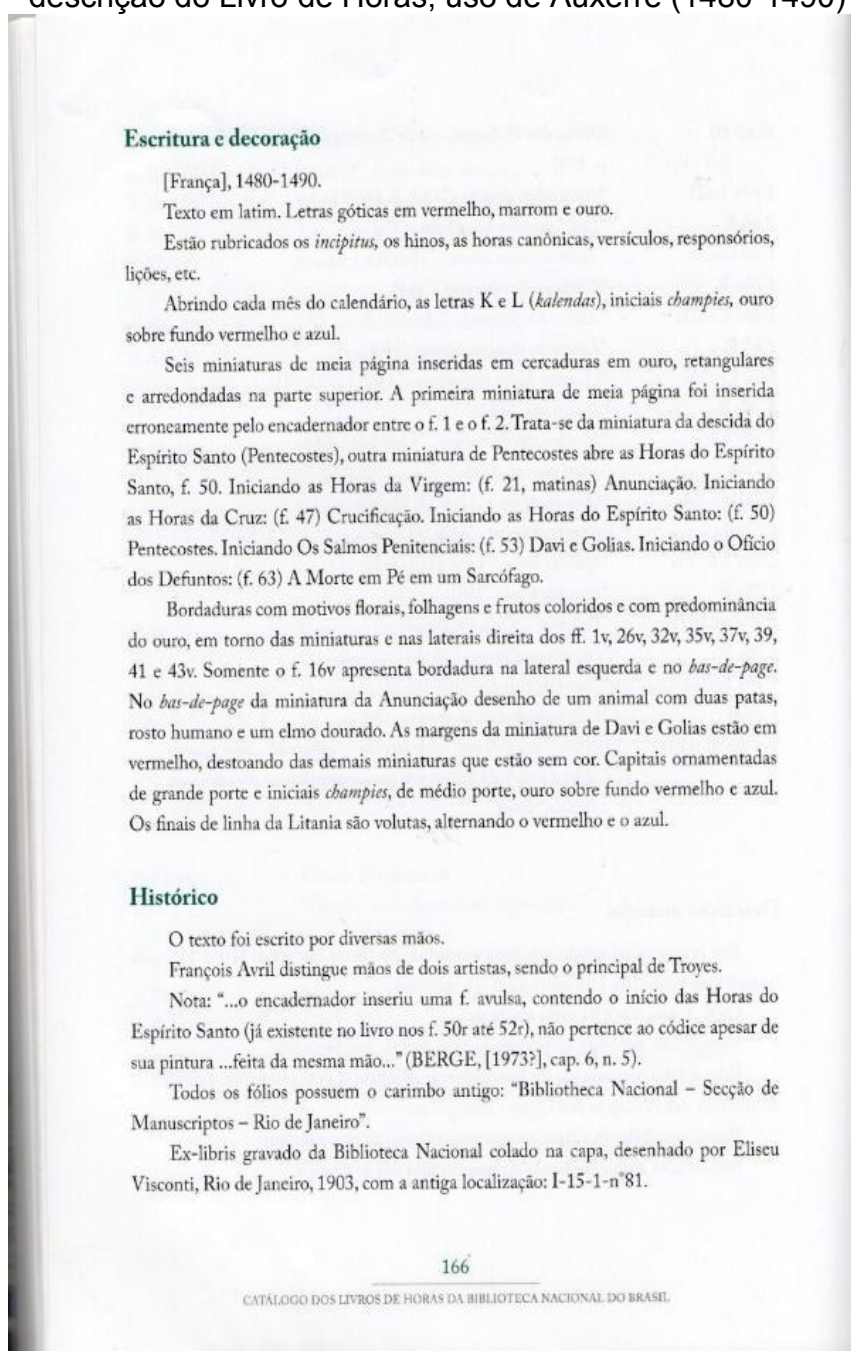 descrição do Livro de Horas, uso de Auxerre (1480-1490)
Escritura e decoração
[França], 1480-1490.
Texto em latim. Letras góticas em vermelho, marrom e ouro.
Estão rubricados os incipitus, os hinos, as horas canônicas, versículos, responsórios,
lições, etc.
Abrindo cada mês do calendário, as letras K e L (kalendas), iniciais champies, ouro
sobre fundo vermelho e azul.
Seis miniaturas de meia página inseridas em cercaduras em ouro, retangulares
e arredondadas na parte superior. A primeira miniatura de meia página foi inserida
erroneamente pelo encadernador entre o f. 1 e o f. 2. Trata-se da miniatura da descida do
Espírito Santo (Pentecostes), outra miniatura de Pentecostes abre as Horas do Espírito
Santo, f. 50. Iniciando as Horas da Virgem: (f. 21, matinas) Anunciação. Iniciando
as Horas da Cruz: (f. 47) Crucificação. Iniciando as Horas do Espírito Santo: (f. 50)
Pentecostes. Iniciando Os Salmos Penitenciais: (f. 53) Davi e Golias. Iniciando o Ofício
dos Defuntos: (f. 63) A Morte em Pé em um Sarcófago.
Bordaduras com motivos florais, folhagens e frutos coloridos e com predominância
do ouro, em torno das miniaturas e nas laterais direita dos ff. 1v, 26v, 32v, 35v, 37v, 39,
41 e 43v. Somente o f. 16v apresenta bordadura na lateral esquerda e no bas-de-page.
No bas-de-page da miniatura da Anunciação desenho de um animal com duas patas,
rosto humano e um elmo dourado. As margens da miniatura de Davi e Golias estão em
vermelho, destoando das demais miniaturas que estão sem cor. Capitais ornamentadas
de grande porte e iniciais champies, de médio porte, ouro sobre fundo vermelho e azul.
Os finais de linha da Litania são volutas, alternando o vermelho e o azul.
Histórico
O texto foi escrito por diversas mãos.
François Avril distingue mãos de dois artistas, sendo o principal de Troyes.
Nota: “...o encadernador inseriu uma f. avulsa, contendo o início das Horas do
Espírito Santo (já existente no livro nos f. 50r até 52r), não pertence ao códice apesar de
sua pintura ...feita da mesma mão...” (BERGE, [1973?], cap. 6, n. 5).
Todos os fólios possuem o carimbo antigo: “Bibliotheca Nacional – Secção de
Manuscriptos – Rio de Janeiro”.
Ex-libris gravado da Biblioteca Nacional colado na capa, desenhado por Eliseu
Visconti, Rio de Janeiro, 1903, com a antiga localização: I-15-1-n°81.
166
CATÁLOGO DOS LIVROS DE HORAS DA BIBLIOTECA NACIONAL DO BRASIL